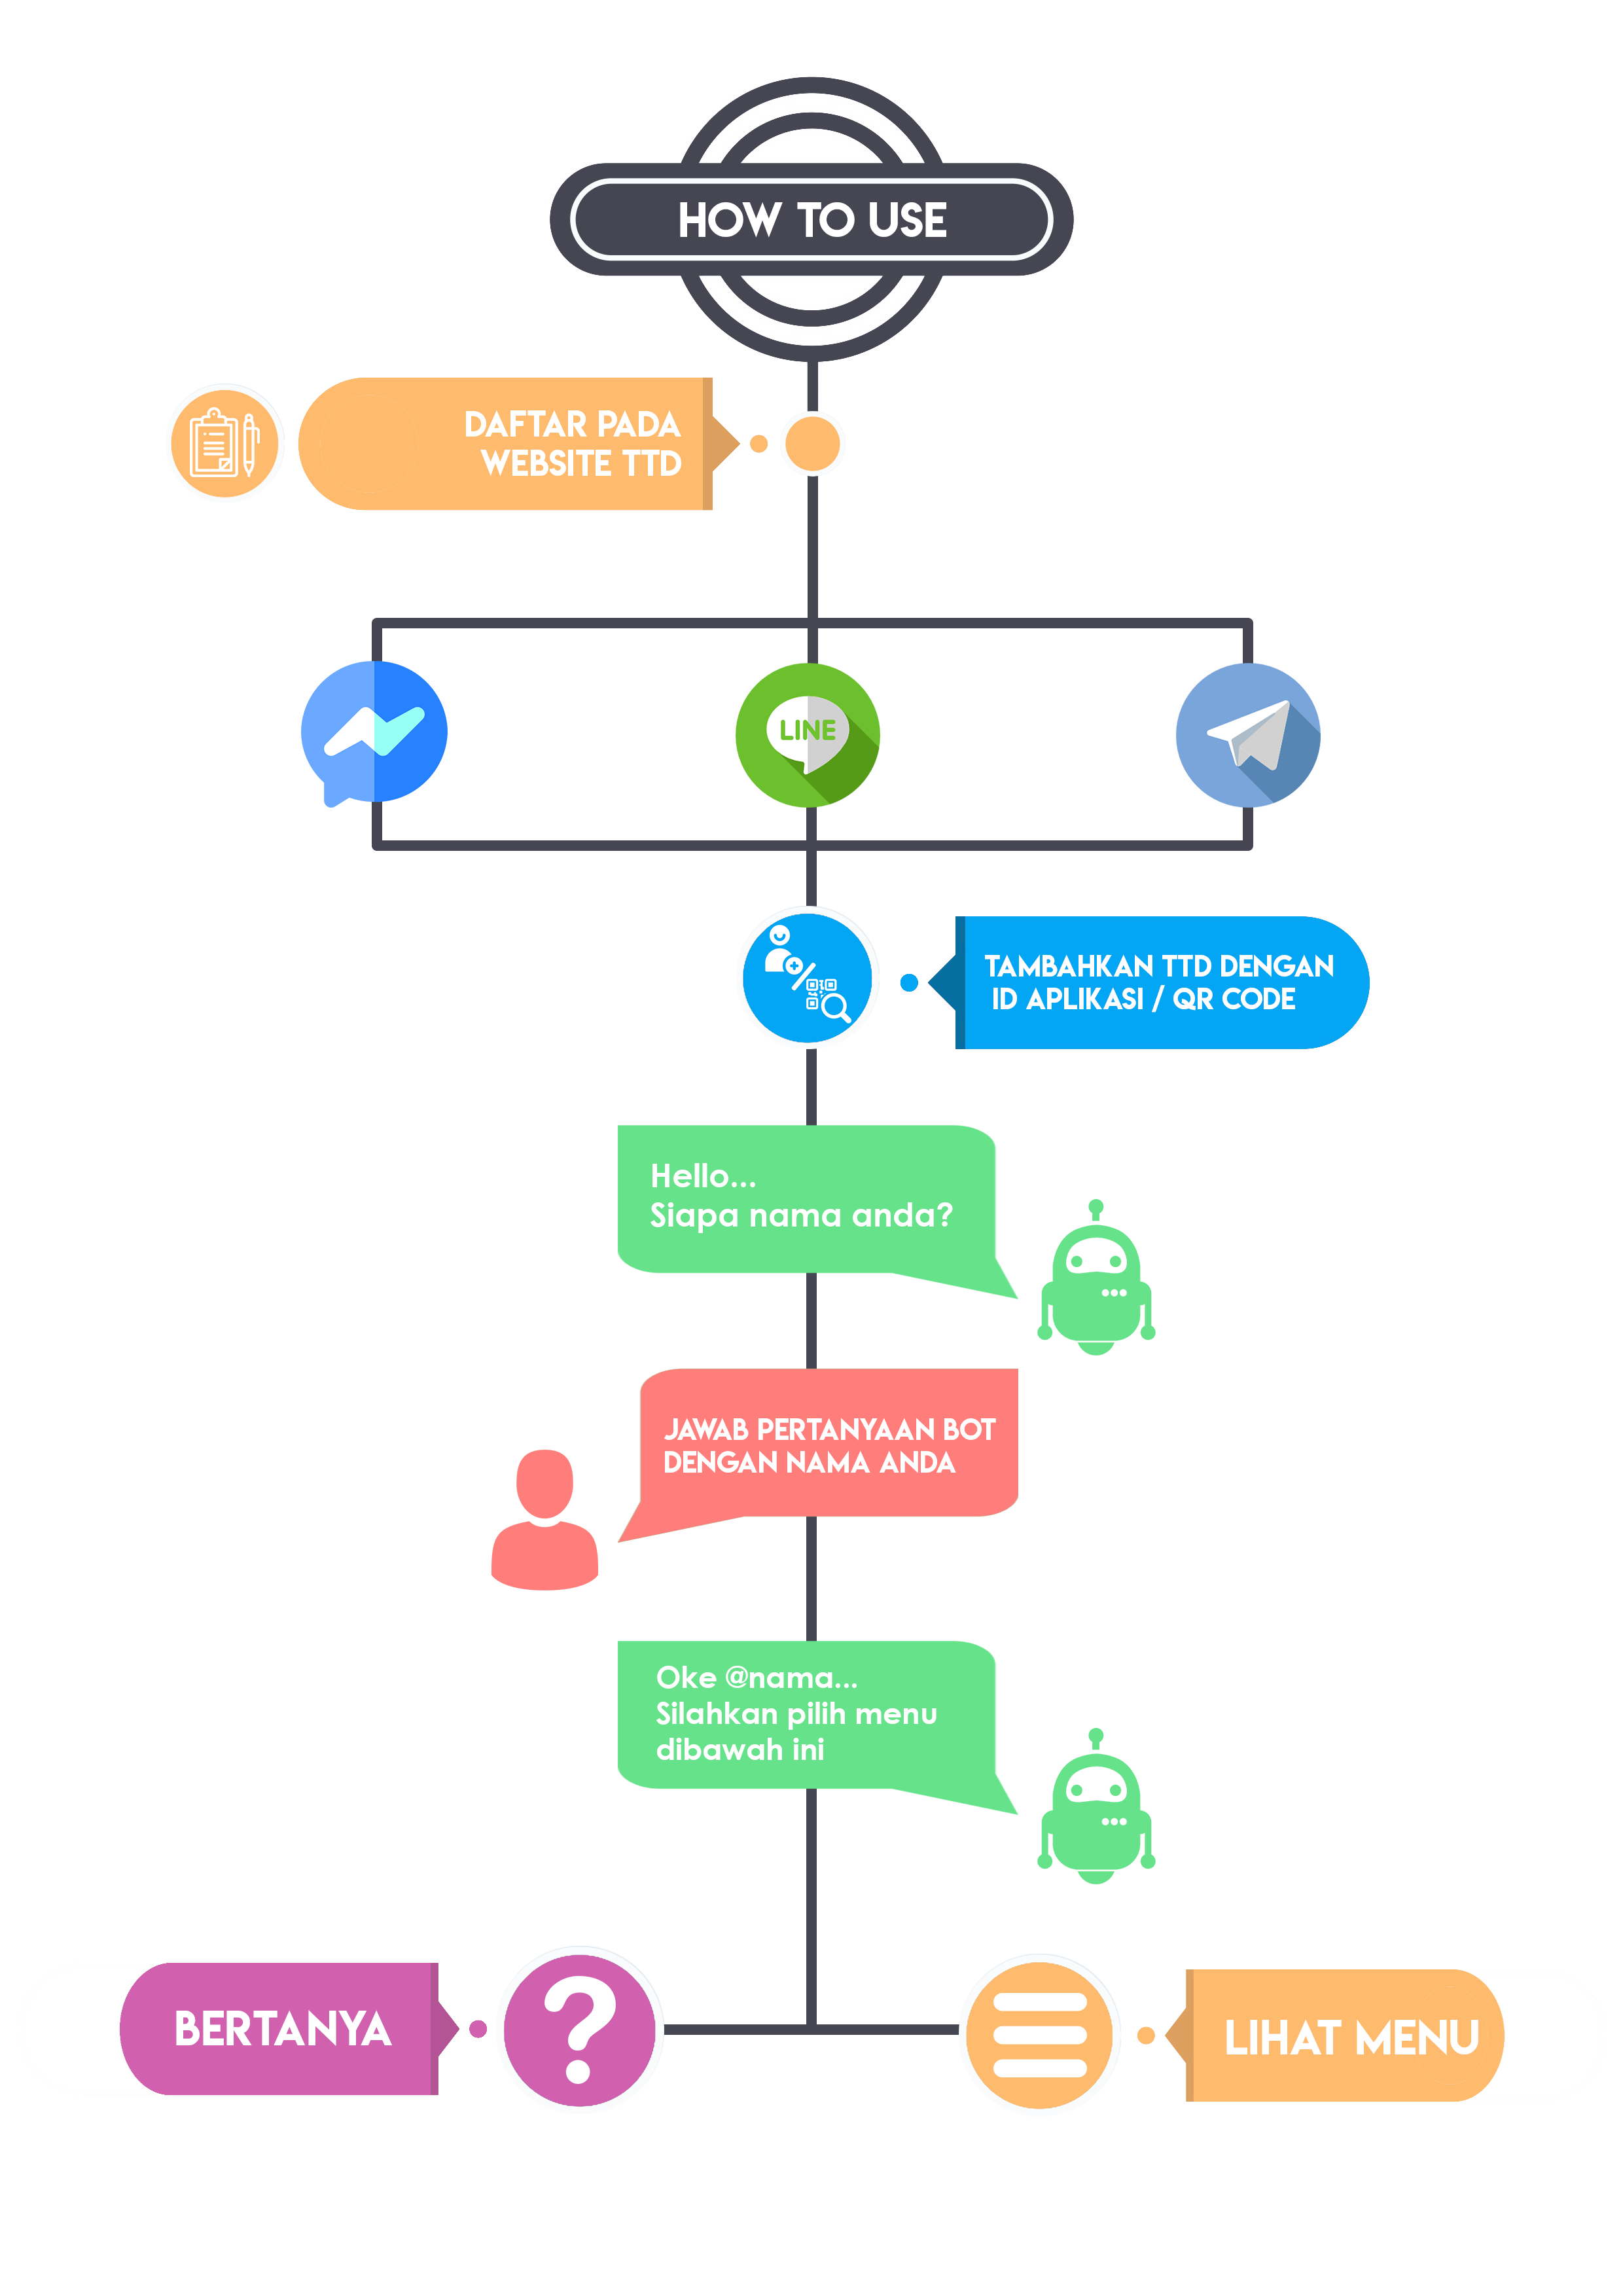 HOW TO USE
DAFTAR PADA
WEBSITE TTD
LINE
TAMBAHKAN TTD DENGAN
ID APLIKASI / QR CODE
Hello...
Siapa nama anda?
JAWAB PERTANYAAN BOT
DENGAN NAMA ANDA
Oke @nama...
Silahkan pilih menu
dibawah ini
BERTANYA
LIHAT MENU